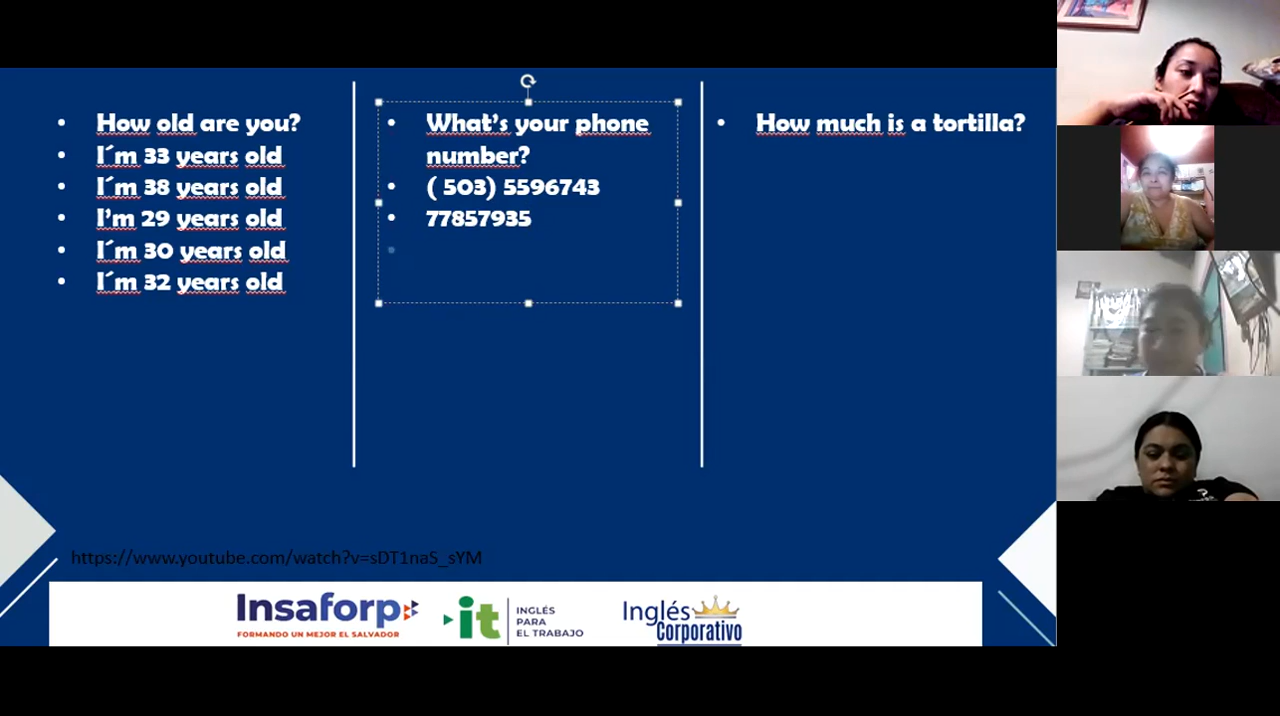 How old are you?
I´m 33 years old
I´m 38 years old
I'm 29 years old
I´m 30 years old
I´m 32 years old
What's your phone
number?
( 503) 5596743
77857935
How much is a tortilla?
https://www.youtube.com/watch?v=sDT1naS_sYM
Insaforp
FORMANDO UN MEJOR EL SALVADOR
it
INGLÉS
PARA
EL TRABAJO
Inglés
Corporativo